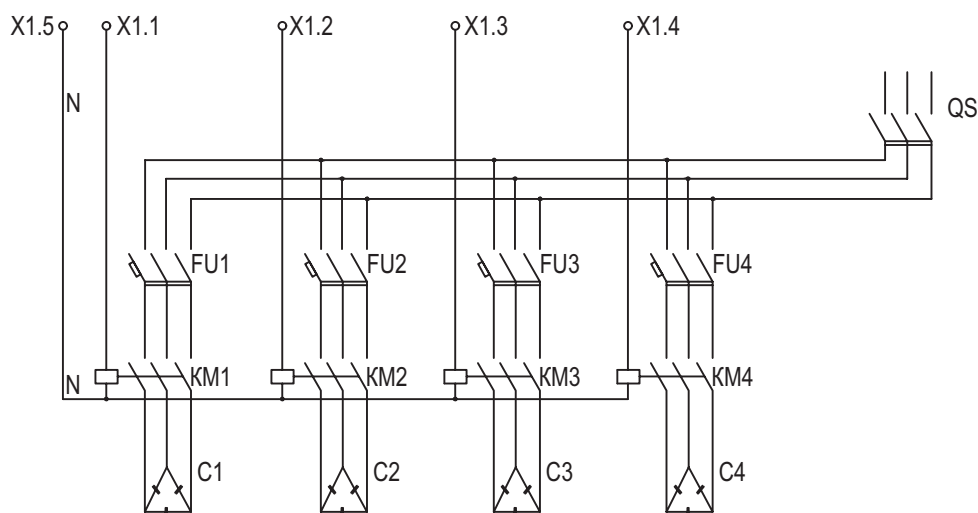 X1.5 X1.1 X1.2 X1.3 X1.4
N
QS
FU1 FU2 FU3 FU4
N KM1 KM2 KM3 KM4
C1 C2 C3 C4